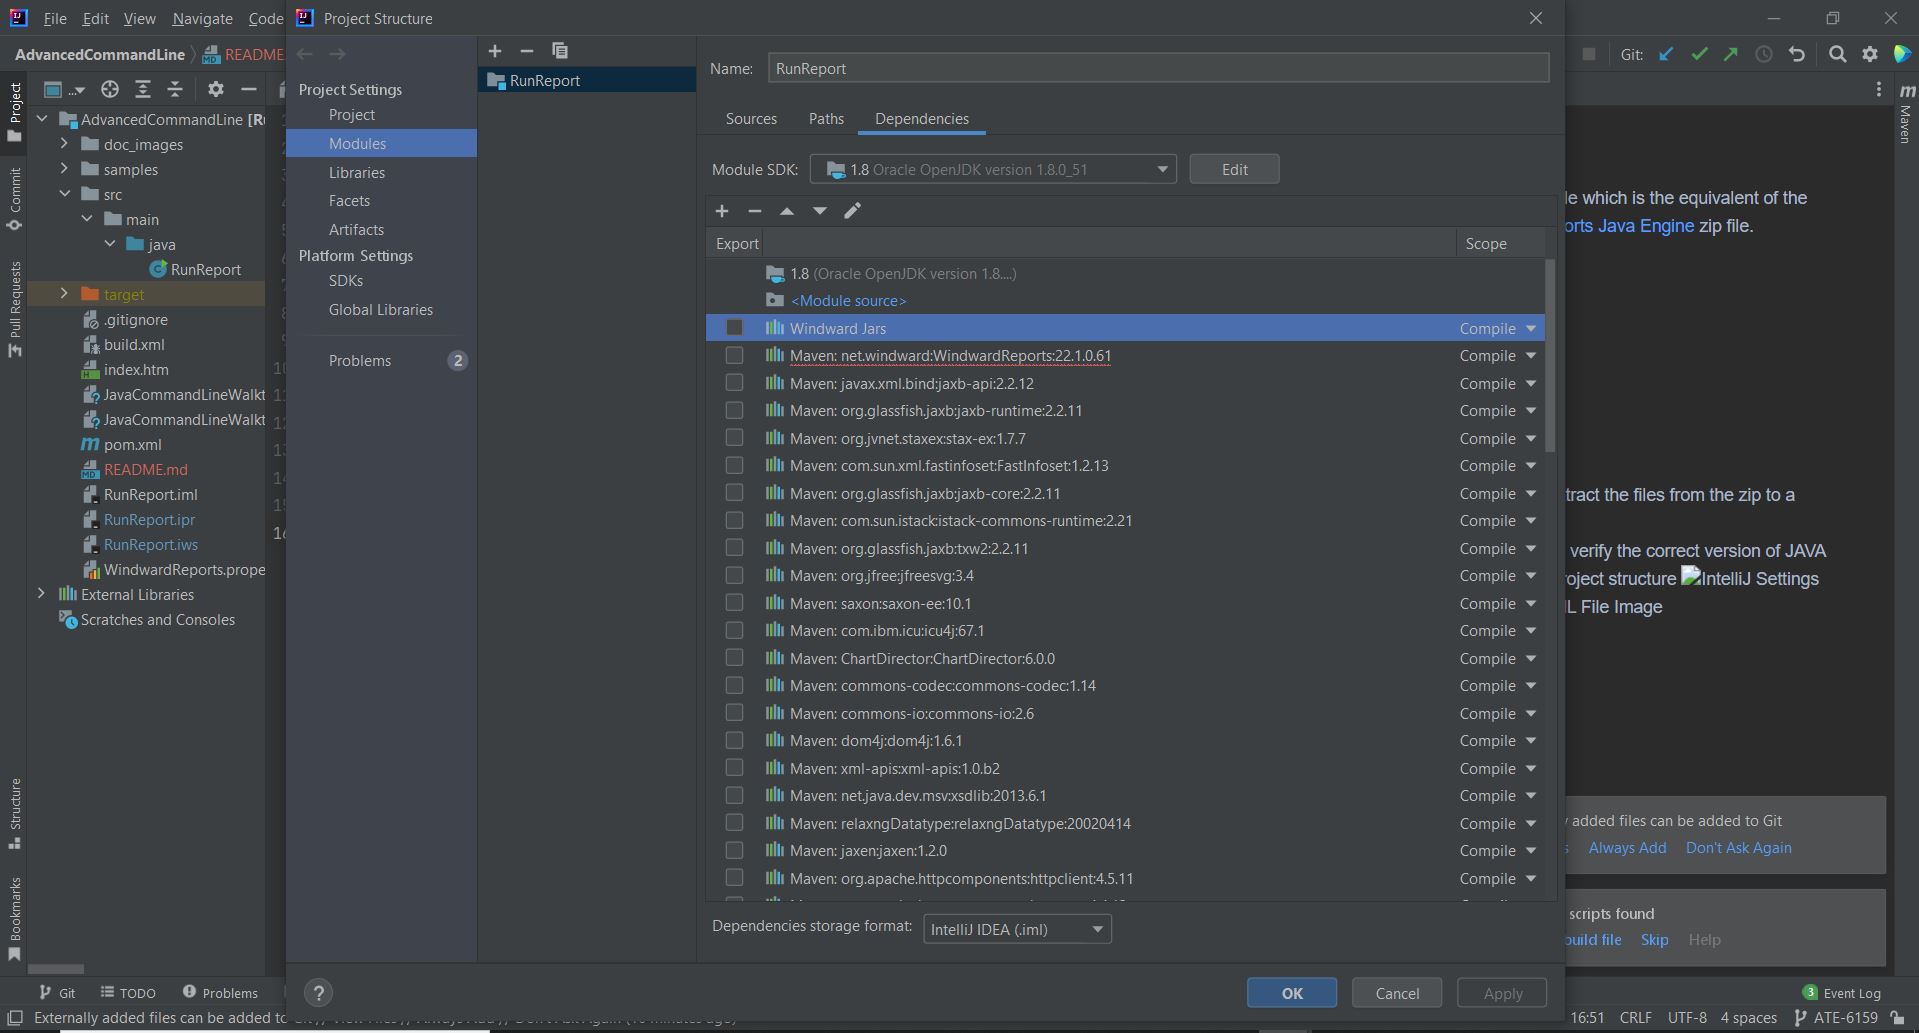 File Edit View Navigate Code
Project Structure
AdvancedCommandLine
README
Git:
Project
Commit
Pull Requests
Structure
Bookmarks
AdvancedCommandLine
doc_images
samples
src
main
java
RunReport
target
.gitignore
build.xml
index.htm
JavaCommandLineWalkt
JavaCommandLineWalkt
pom.xml
README.md
RunReport.iml
RunReport.ipr
RunReport.iws
WindwardReports.prope
External Libraries
Scratches and Consoles
Project Settings
Project
Modules
Libraries
Facets
Artifacts
Platform Settings
SDKs
Global Libraries
Problems 2
RunReport
Name: RunReport
Sources Paths Dependencies
Module SDK: 1.8 Oracle OpenJDK version 1.8.0_51 Edit
Export Scope
1.8 (Oracle OpenJDK version 1.8....)
<Module source>
Windward Jars Compile
Maven: net.windward:WindwardReports:22.1.0.61 Compile
Maven: javax.xml.bind:jaxb-api:2.2.12 Compile
Maven: org.glassfish.jaxb:jaxb-runtime:2.2.11 Compile
Maven: org.jvnet.staxex:stax-ex:1.7.7 Compile
Maven: com.sun.xml.fastinfoset:FastInfoset:1.2.13 Compile
Maven: org.glassfish.jaxb:jaxb-core:2.2.11 Compile
Maven: com.sun.istack:istack-commons-runtime:2.21 Compile
Maven: org.glassfish.jaxb:txw2:2.2.11 Compile
Maven: org.jfree:jfreesvg:3.4 Compile
Maven: saxon:saxon-ee:10.1 Compile
Maven: com.ibm.icu:icu4j:67.1 Compile
Maven: ChartDirector:ChartDirector:6.0.0 Compile
Maven: commons-codec:commons-codec:1.14 Compile
Maven: commons-io:commons-io:2.6 Compile
Maven: dom4j:dom4j:1.6.1 Compile
Maven: xml-apis:xml-apis:1.0.b2 Compile
Maven: net.java.dev.msv:xsdlib:2013.6.1 Compile
Maven: relaxngDatatype:relaxngDatatype:20020414 Compile
Maven: jaxen:jaxen:1.2.0 Compile
Maven: org.apache.httpcomponents:httpclient:4.5.11 Compile
Dependencies storage format: IntelliJ IDEA (.iml)
? OK Cancel Apply
le which is the equivalent of the
orts Java Engine zip file.
tract the files from the zip to a
verify the correct version of JAVA
roject structure IntelliJ Settings
L File Image
added files can be added to Git
Always Add Don't Ask Again
scripts found
build file Skip Help
m Maven
Git TODO Problems
3 Event Log
Externally added files can be added to
16:51 CRLF UTF-8 4 spaces ATE-6159